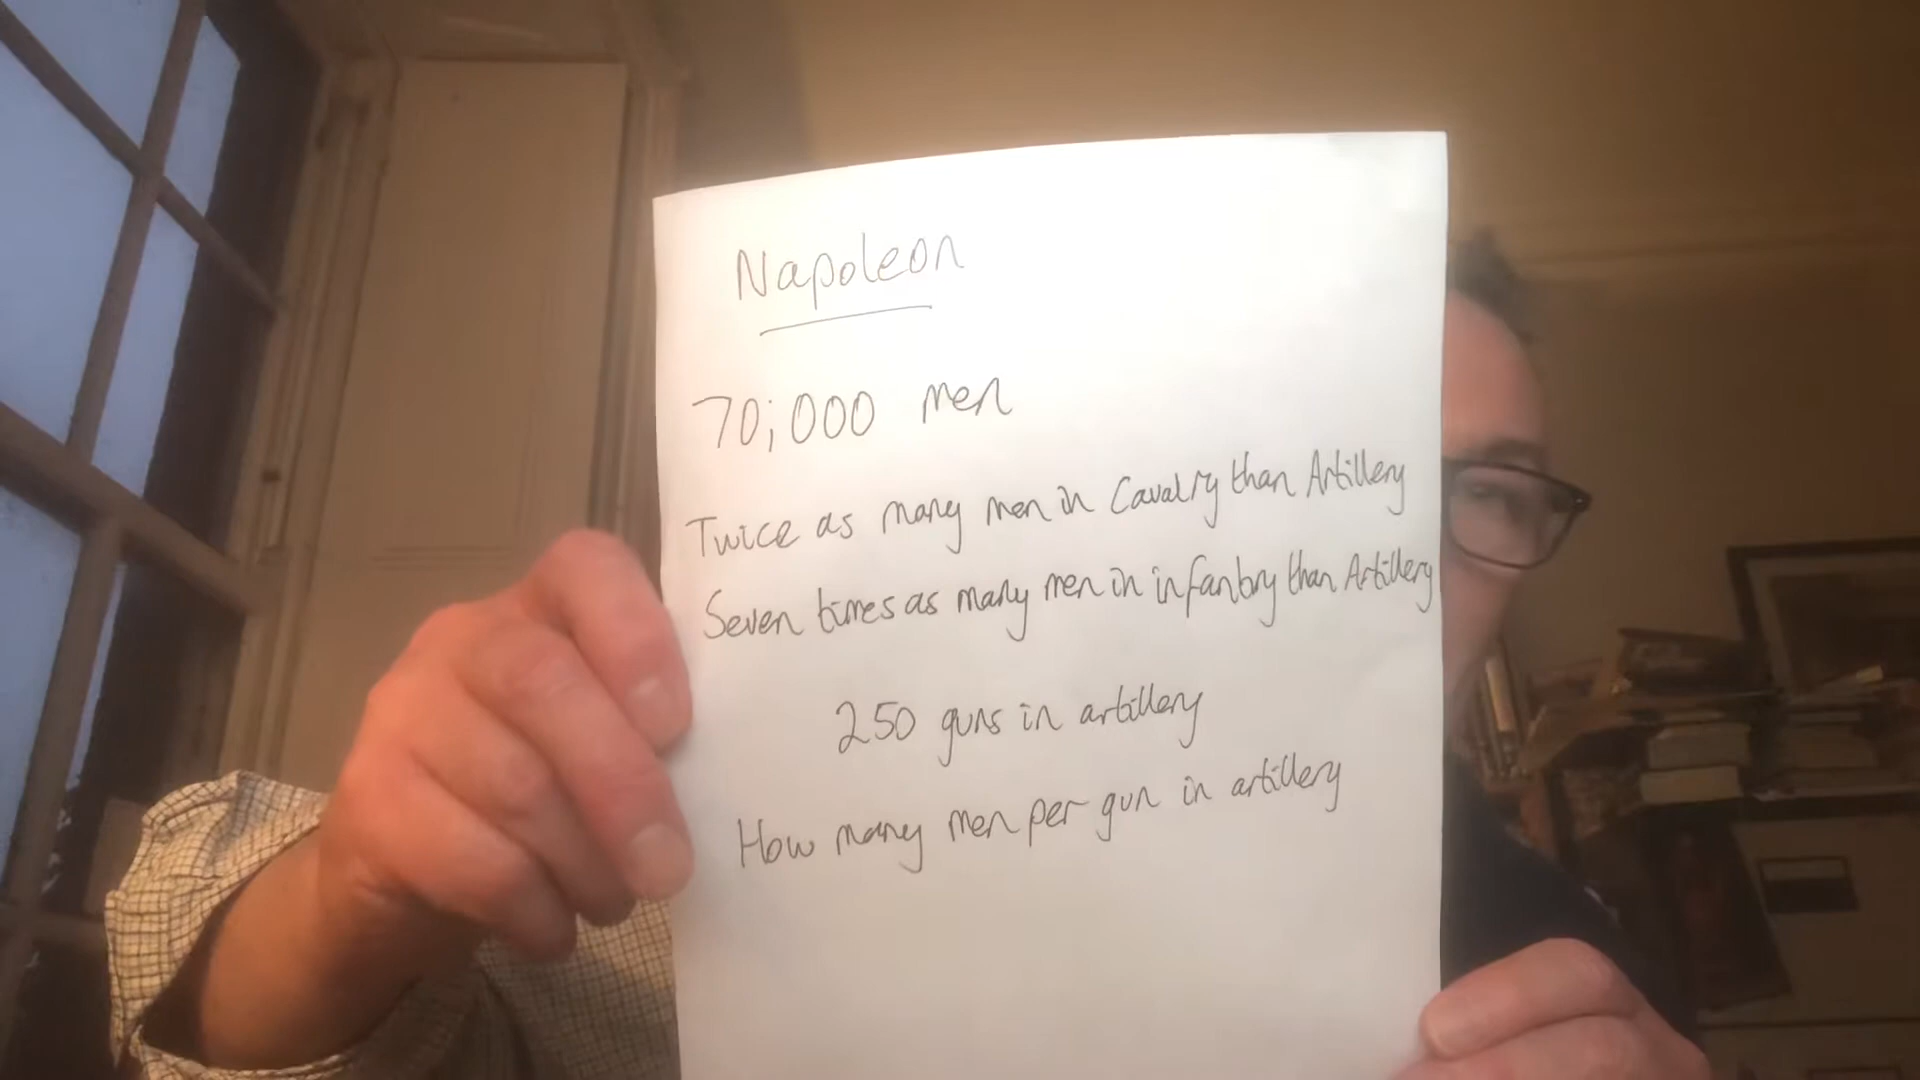 Napoleon
70,000 men
Twice as many men in Cavalry than Artillery
Seven times as many men in infantry than Artillery
250 guns in artillery
How many men per gun in artillery